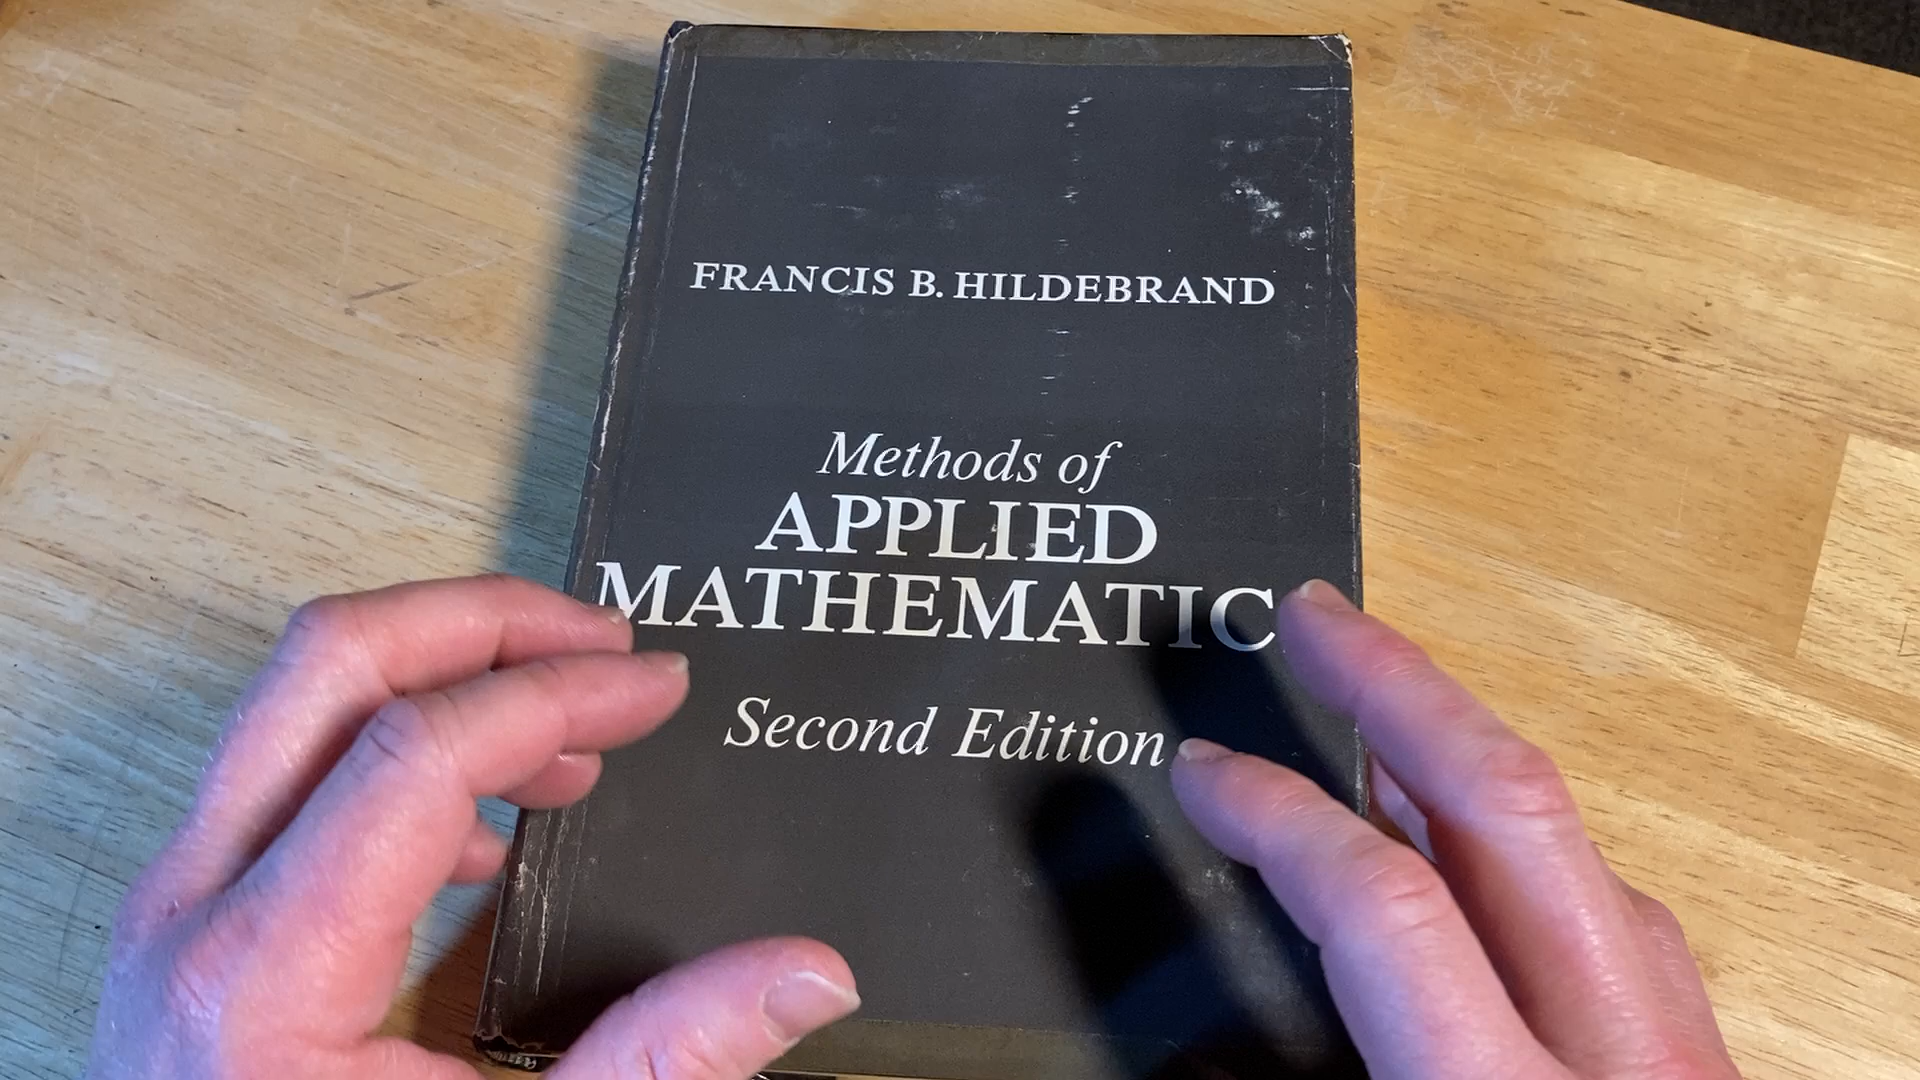 FRANCIS B. HILDEBRAND
Methods of
APPLIED
MATHEMATIC
Second Edition